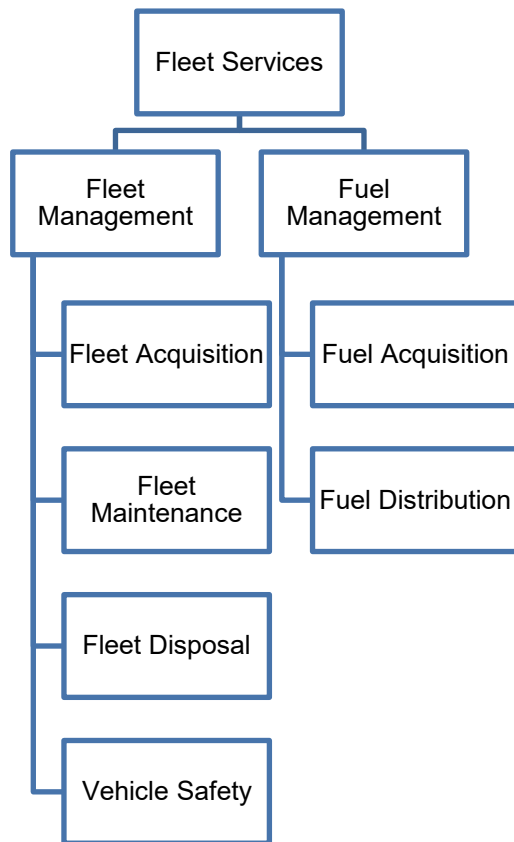 Fleet Services
Fleet
Management
Fuel
Management
Fleet Acquisition
Fuel Acquisition
Fleet
Maintenance
Fuel Distribution
Fleet Disposal
Vehicle Safety